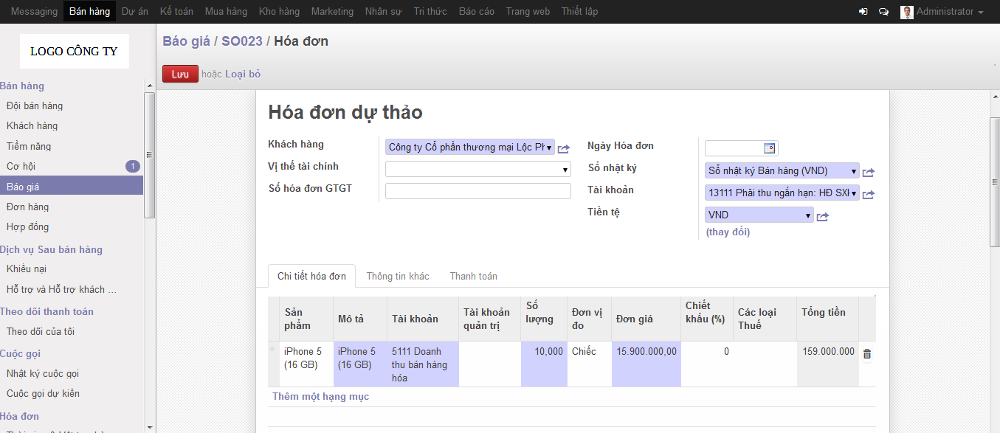 Messaging Bán hàng Dự án Kế toán Mua hàng Kho hàng Marketing Nhân sự Tri thức Báo cáo Trang web Thiết lập Administrator
LOGO CÔNG TY
Bán hàng
Đội bán hàng
Khách hàng
Tiềm năng
Cơ hội 1
Báo giá
Đơn hàng
Hợp đồng
Dịch vụ Sau bán hàng
Khiếu nại
Hỗ trợ và Hỗ trợ khách ...
Theo dõi thanh toán
Theo dõi của tôi
Cuộc gọi
Nhật ký cuộc gọi
Cuộc gọi dự kiến
Hóa đơn
Báo giá / SO023 / Hóa đơn
Lưu hoặc Loại bỏ
Hóa đơn dự thảo
Khách hàng Công ty Cổ phần thương mại Lộc Ph
Vị thế tài chính
Số hóa đơn GTGT
Ngày Hóa đơn
Sổ nhật ký Sổ nhật ký Bán hàng (VND)
Tài khoản 13111 Phải thu ngắn hạn: HĐ SXK
Tiền tệ VND
(thay đổi)
Chi tiết hóa đơn Thông tin khác Thanh toán
Sản phẩm Mô tả Tài khoản Tài khoản quản trị Số lượng Đơn vị đo Đơn giá Chiết khấu (%) Các loại Thuế Tổng tiền
iPhone 5 (16 GB) iPhone 5 (16 GB) 5111 Doanh thu bán hàng hóa 10,000 Chiếc 15.900.000,00 0 159.000.000
Thêm một hạng mục